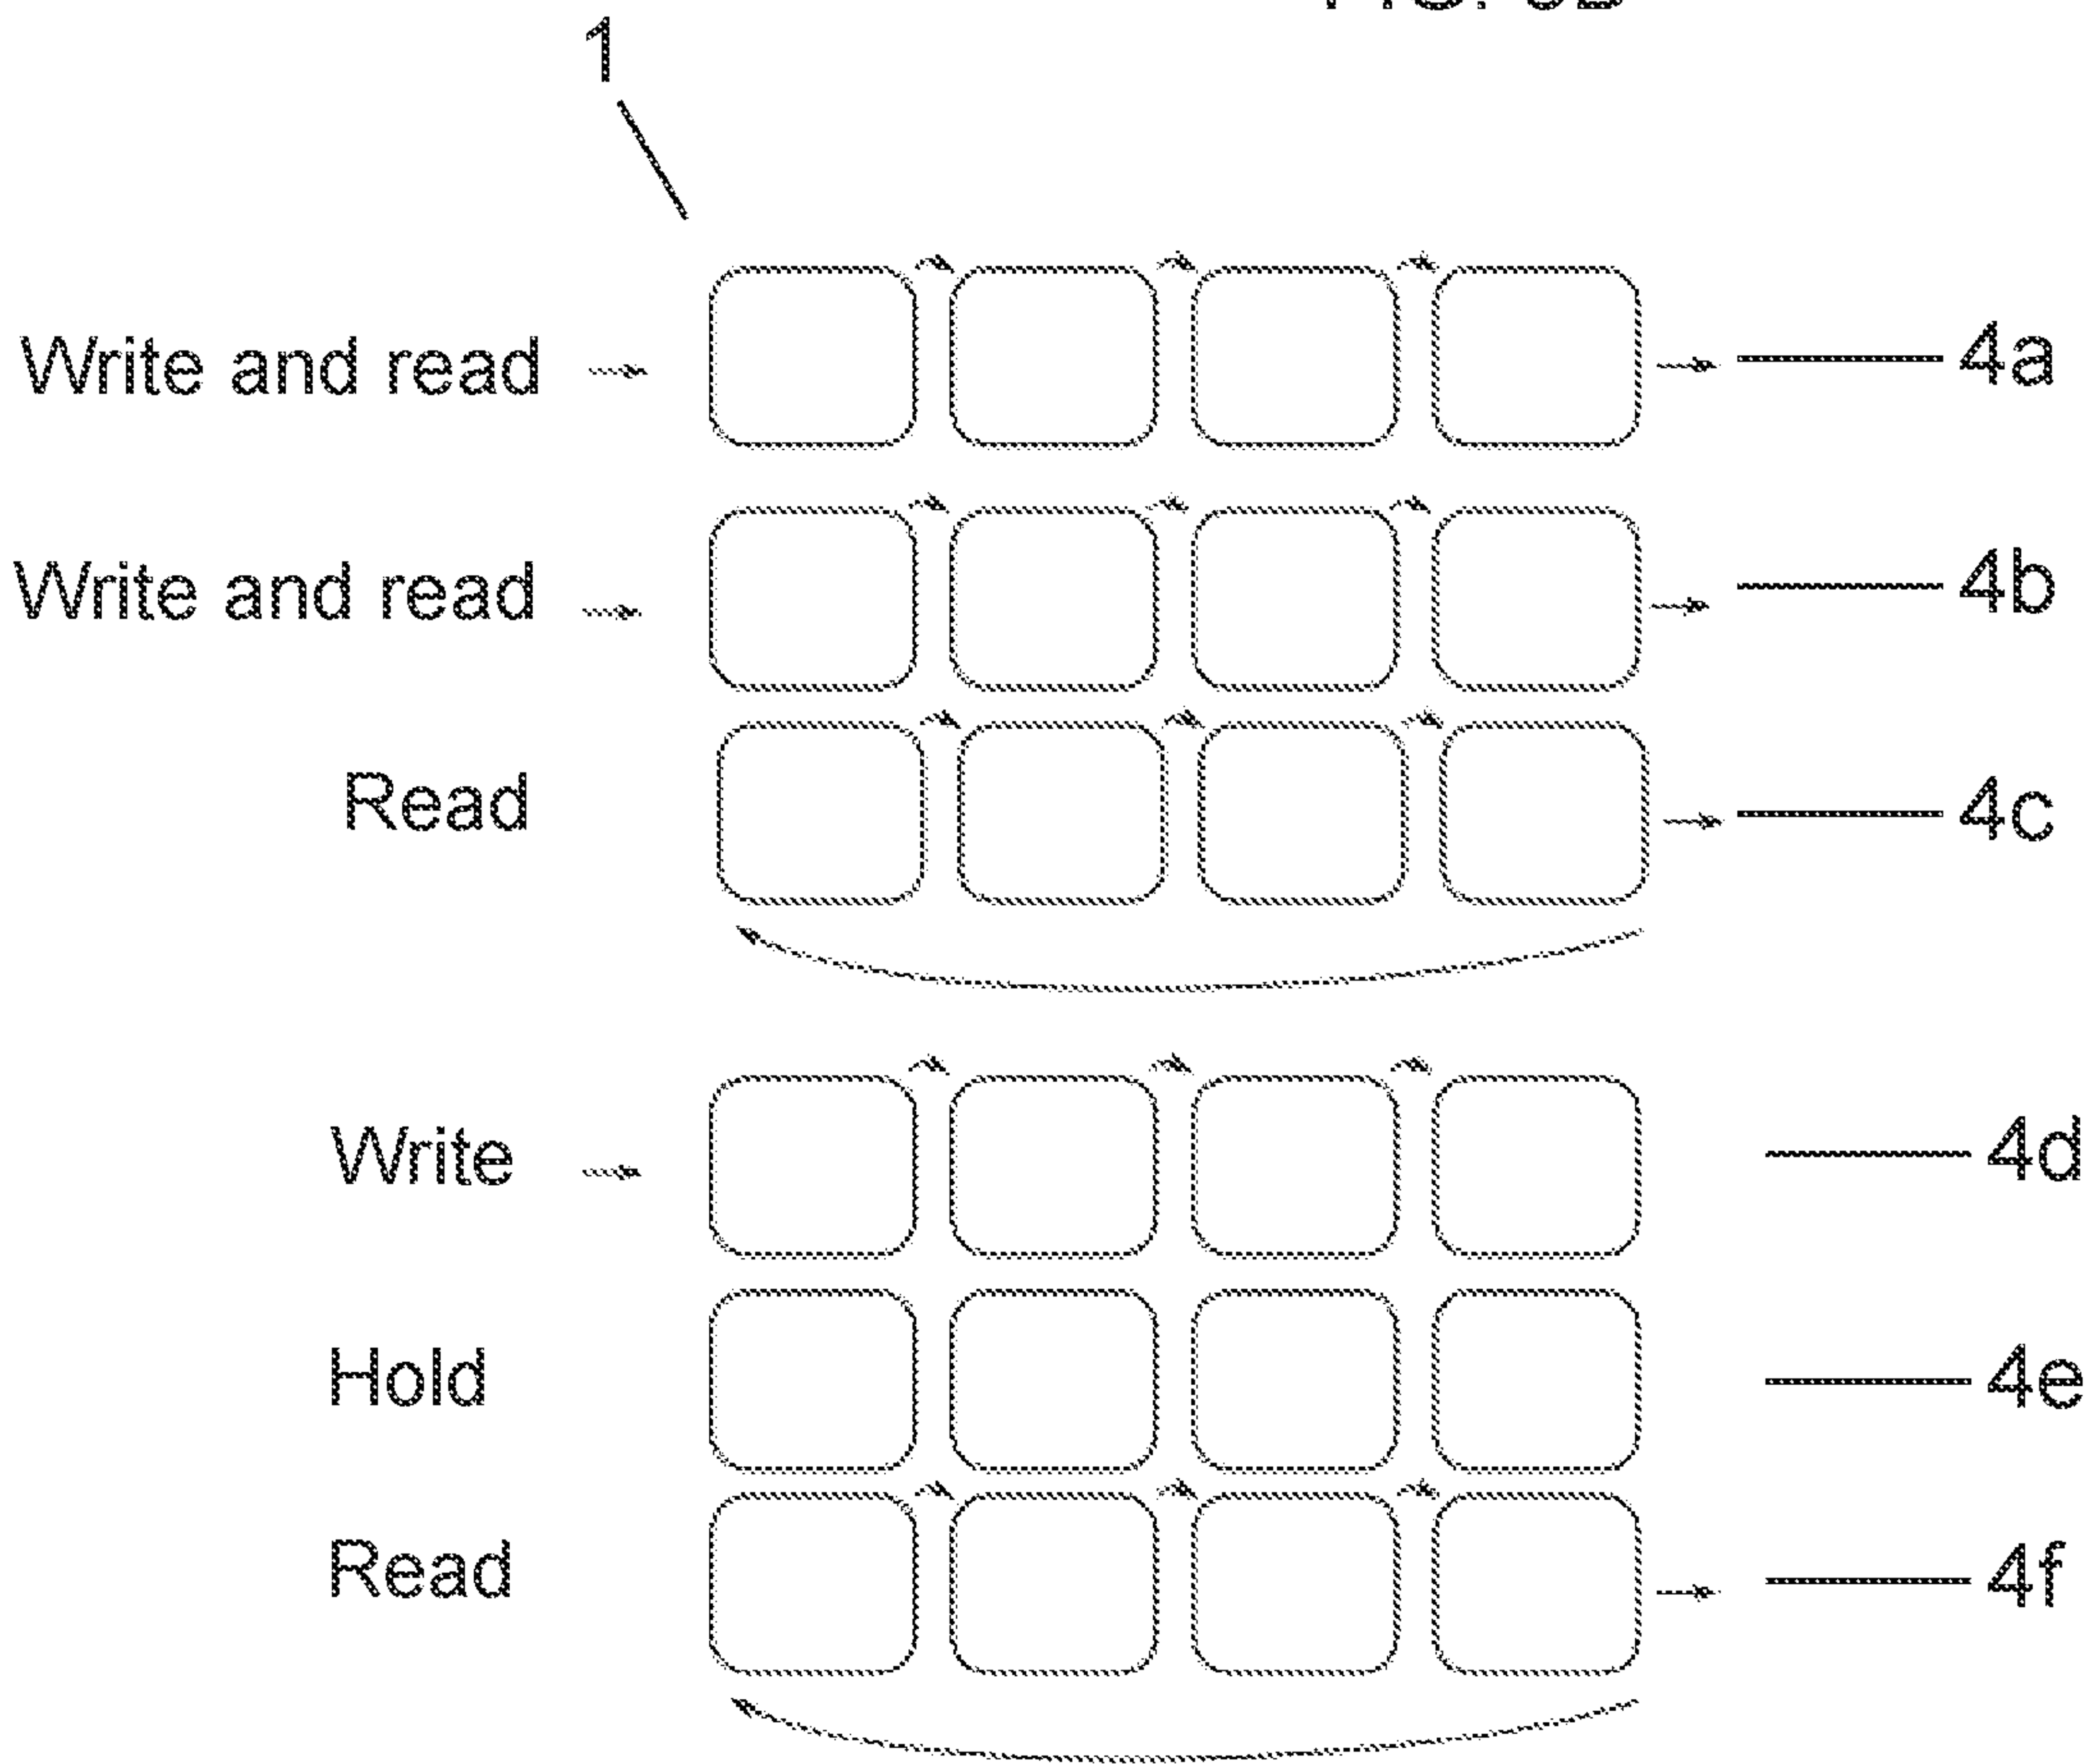 1
Write and read 4a
Write and read 4b
Read 4c
Write 4d
Hold 4e
Read 4f